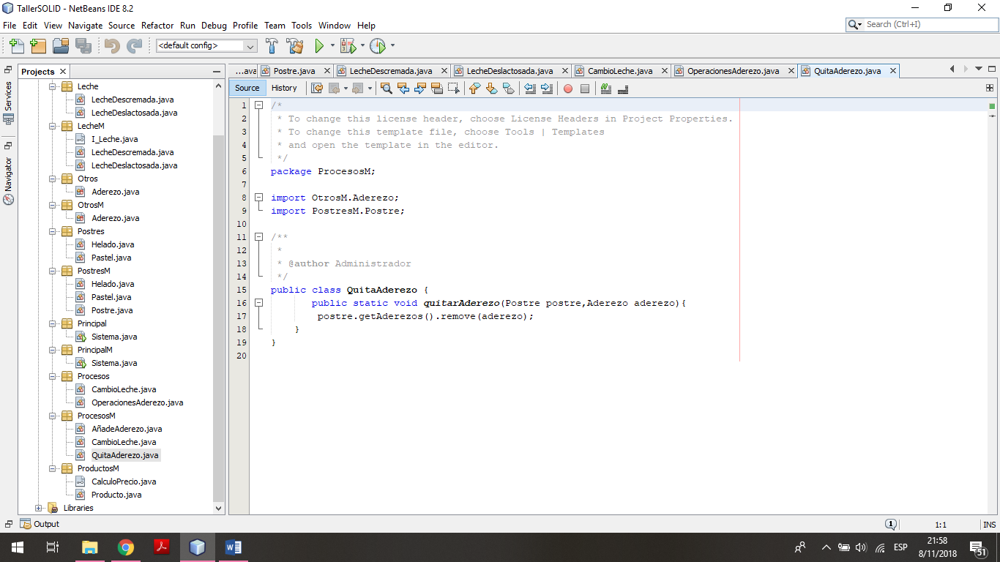 TallerSOLID - NetBeans IDE 8.2
File Edit View Navigate Source Refactor Run Debug Profile Team Tools Window Help
Search (Ctrl+I)
<default config>
Projects
...ava Postre.java LecheDescremada.java LecheDeslactosada.java CambioLeche.java OperacionesAderezo.java QuitaAderezo.java
Source History
Services
Navigator
Leche
LecheDescremada.java
LecheDeslactosada.java
LecheM
I_Leche.java
LecheDescremada.java
LecheDeslactosada.java
Otros
Aderezo.java
OtrosM
Aderezo.java
Postres
Helado.java
Pastel.java
PostresM
Helado.java
Pastel.java
Postre.java
Principal
Sistema.java
PrincipalM
Sistema.java
Procesos
CambioLeche.java
OperacionesAderezo.java
ProcesosM
AñadeAderezo.java
CambioLeche.java
QuitaAderezo.java
ProductosM
CalculoPrecio.java
Producto.java
Libraries
1 /*
2 * To change this license header, choose License Headers in Project Properties.
3 * To change this template file, choose Tools | Templates
4 * and open the template in the editor.
5 */
6 package ProcesosM;
7
8 import OtrosM.Aderezo;
9 import PostresM.Postre;
10
11 /**
12 *
13 * @author Administrador
14 */
15 public class QuitaAderezo {
16 public static void quitarAderezo(Postre postre,Aderezo aderezo){
17 postre.getAderezos().remove(aderezo);
18 }
19 }
20
Output
1 1:1 INS
ESP
21:58
8/11/2018
51